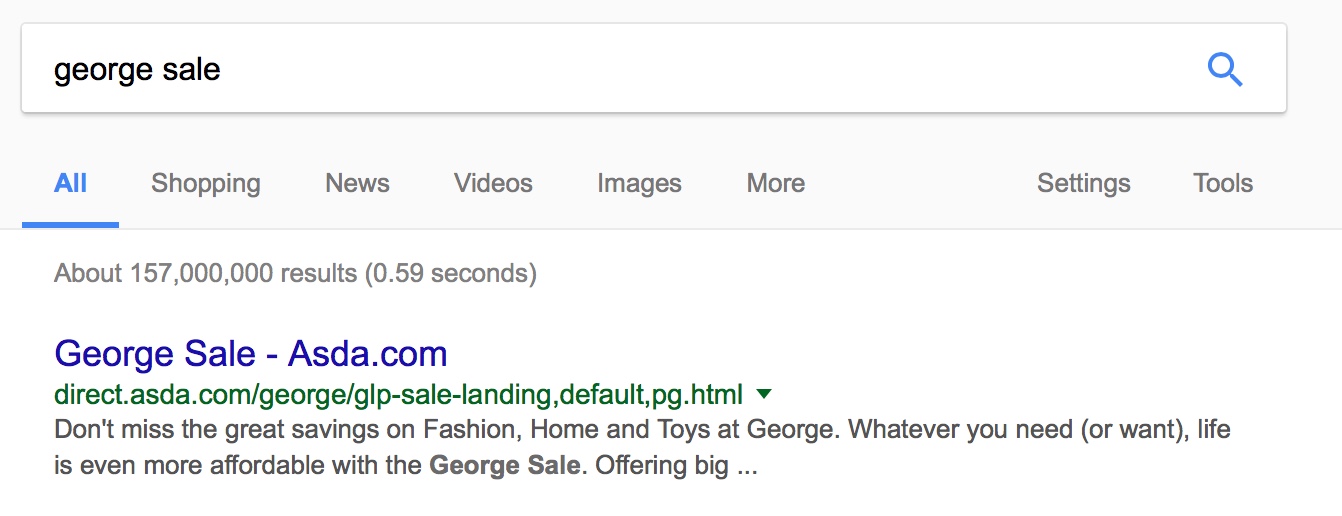 george sale
All Shopping News Videos Images More Settings Tools
About 157,000,000 results (0.59 seconds)
George Sale - Asda.com
direct.asda.com/george/glp-sale-landing,default,pg.html
Don't miss the great savings on Fashion, Home and Toys at George. Whatever you need (or want), life
is even more affordable with the George Sale. Offering big ...